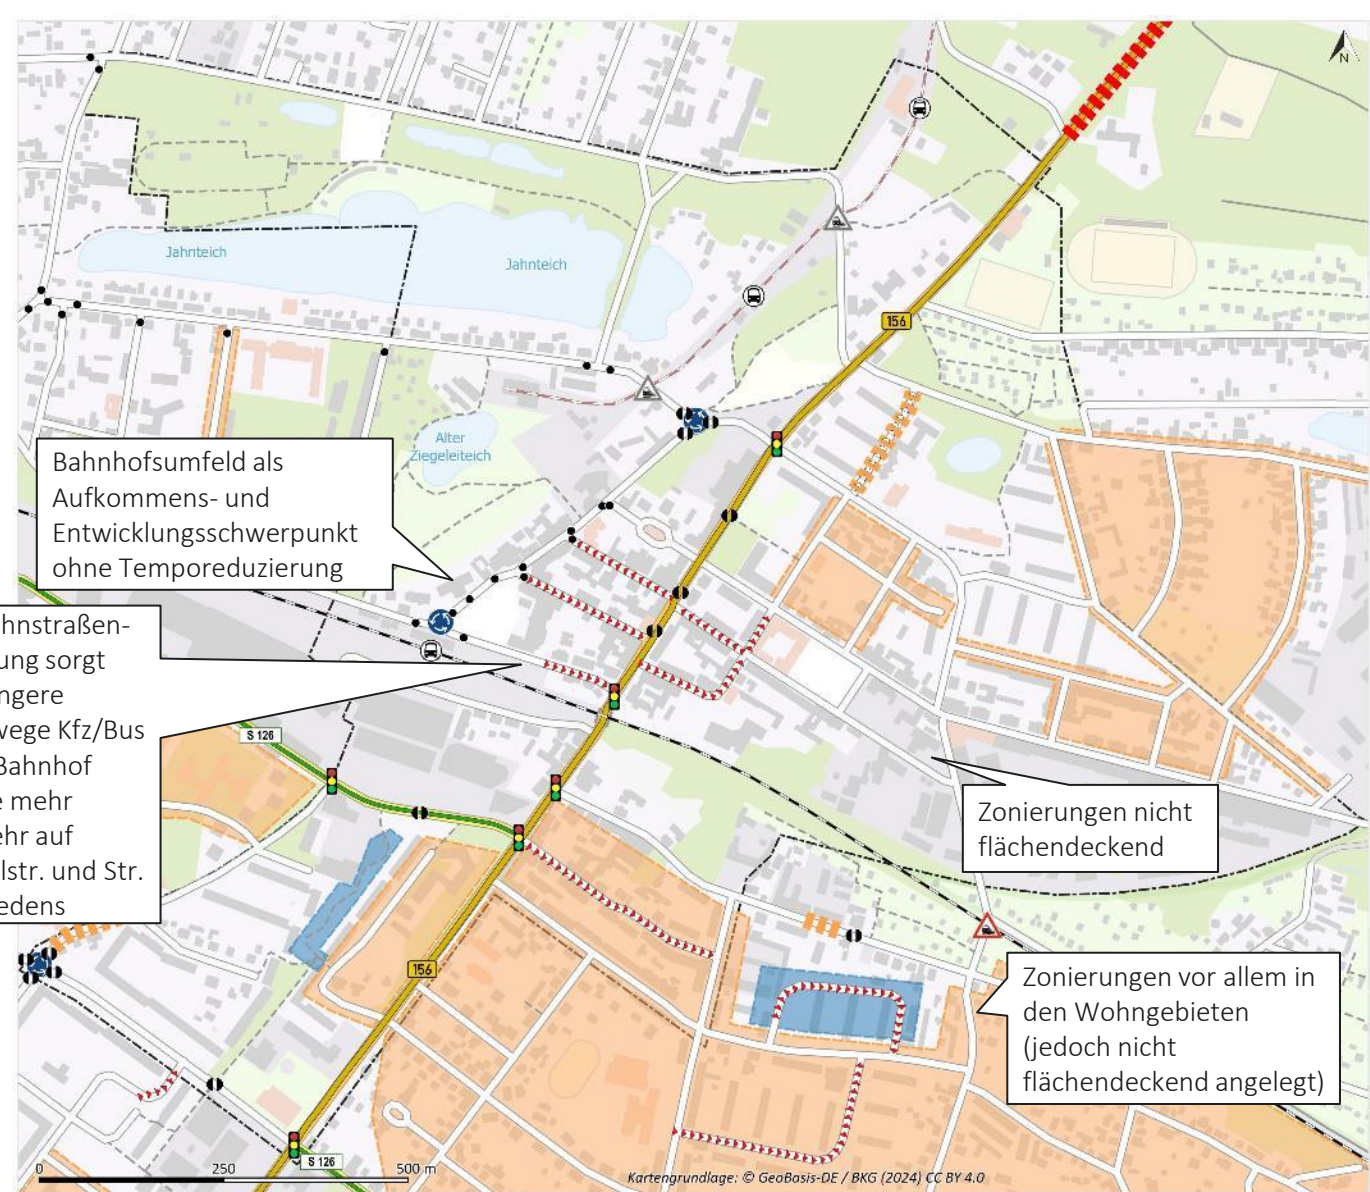 N
Jahnteich
Jahnteich
156
Alter
Ziegeleiteich
Bahnhofsumfeld als
Aufkommens- und
Entwicklungsschwerpunkt
ohne Temporeduzierung
hnstraßen-
ung sorgt
ngere
wege Kfz/Bus
Bahnhof
e mehr
ehr auf
lstr. und Str.
edens
S 126
Zonierungen nicht
flächendeckend
156
Zonierungen vor allem in
den Wohngebieten
(jedoch nicht
flächendeckend angelegt)
S 126
0 250 500 m
Kartengrundlage: © GeoBasis-DE / BKG (2024) CC BY 4.0